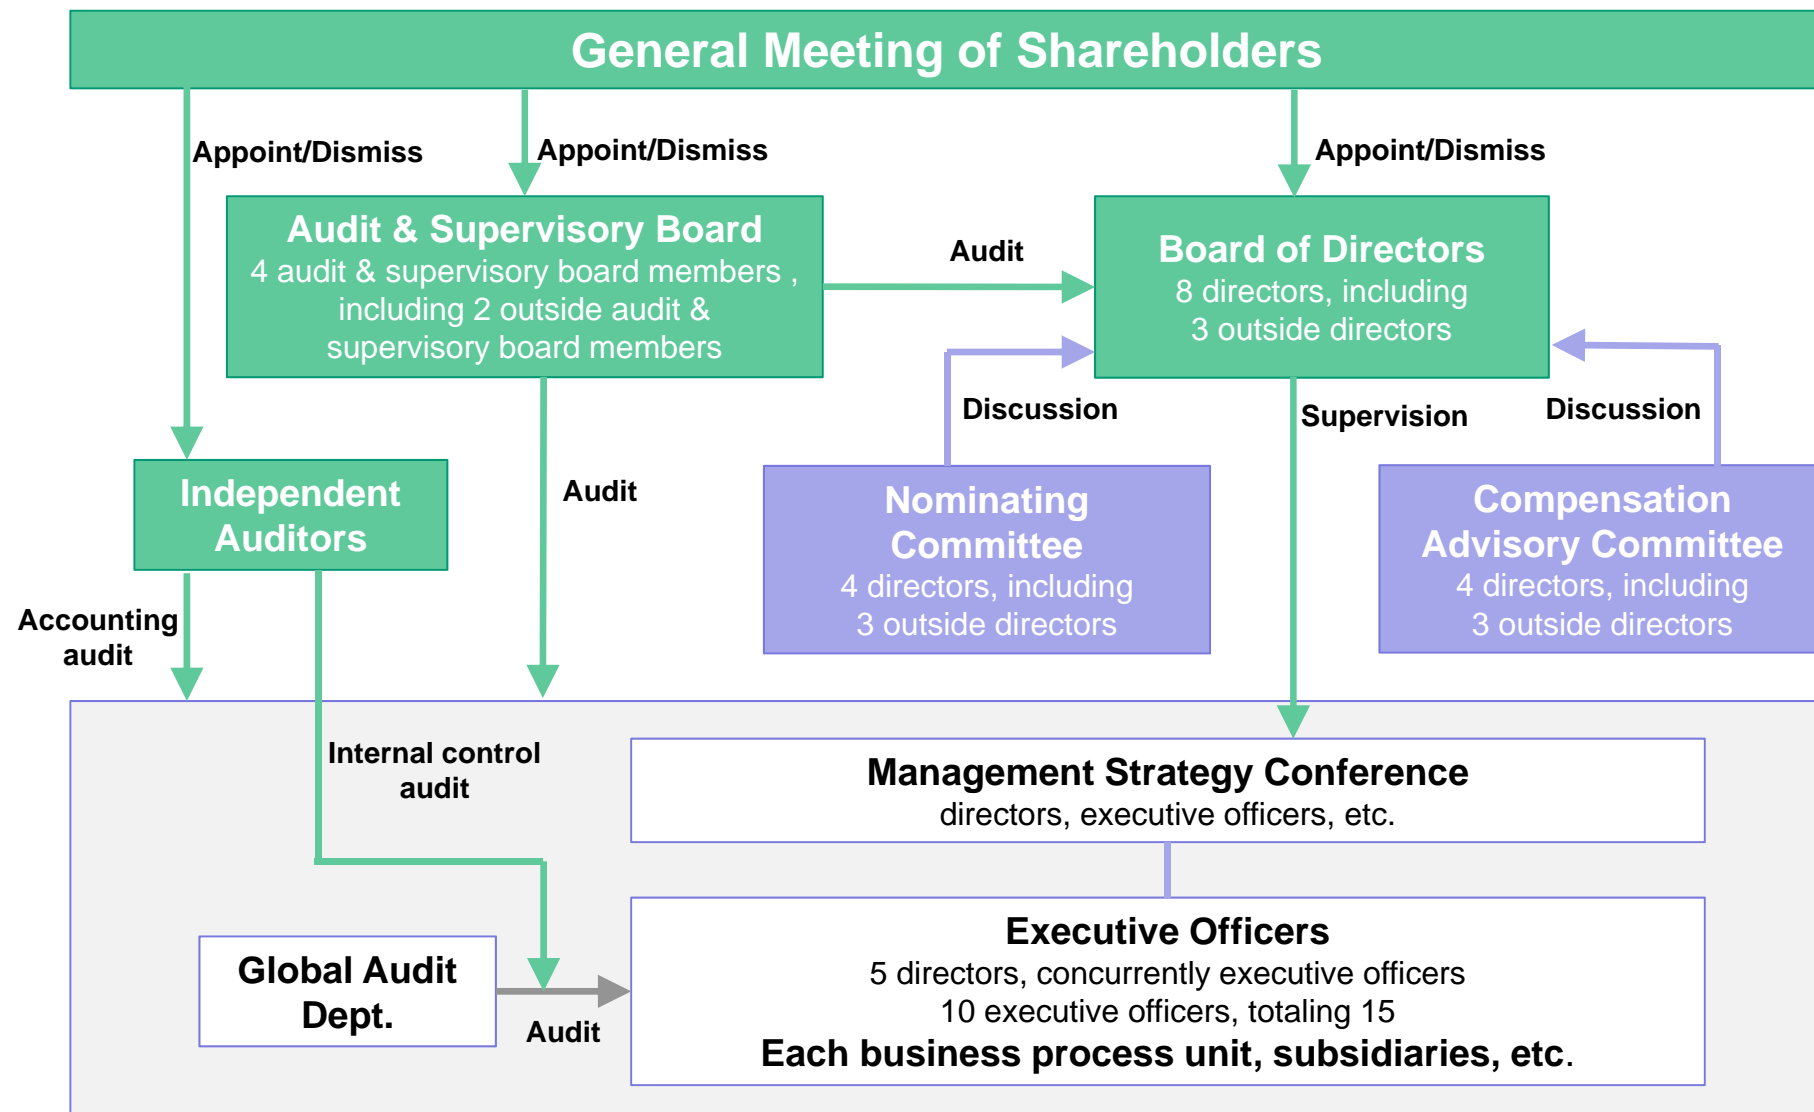 General Meeting of Shareholders
Appoint/Dismiss
Appoint/Dismiss
Appoint/Dismiss
Audit & Supervisory Board
4 audit & supervisory board members ,
including 2 outside audit &
supervisory board members
Audit
Board of Directors
8 directors, including
3 outside directors
Discussion
Supervision
Discussion
Independent
Auditors
Audit
Nominating
Committee
4 directors, including
3 outside directors
Compensation
Advisory Committee
4 directors, including
3 outside directors
Accounting
audit
Internal control
audit
Management Strategy Conference
directors, executive officers, etc.
Global Audit
Dept.
Audit
Executive Officers
5 directors, concurrently executive officers
10 executive officers, totaling 15
Each business process unit, subsidiaries, etc.